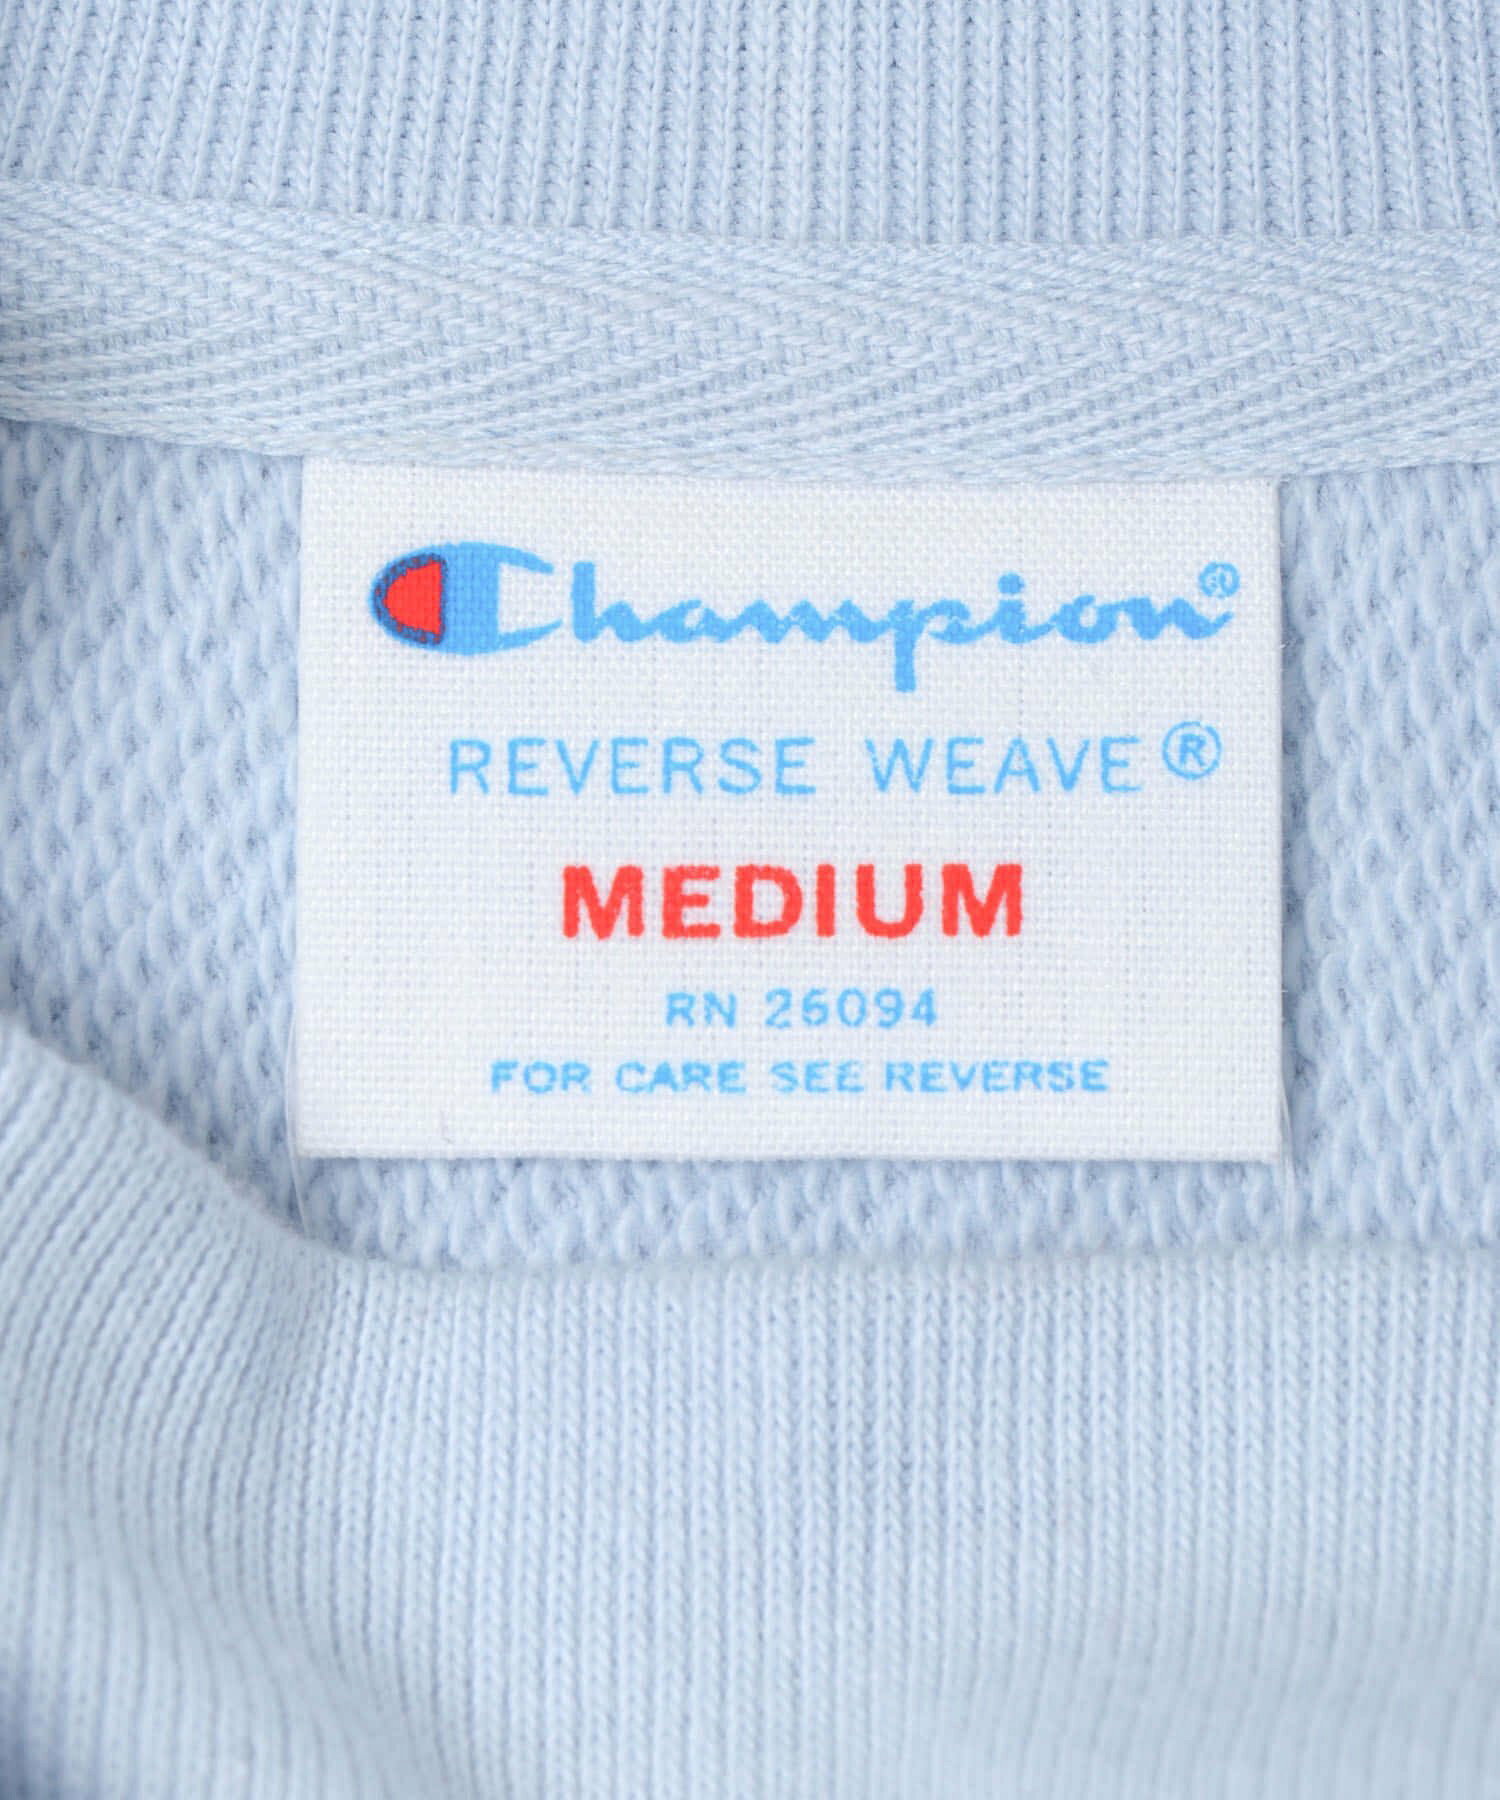 Champion®
REVERSE WEAVE®
MEDIUM
RN 26094
FOR CARE SEE REVERSE